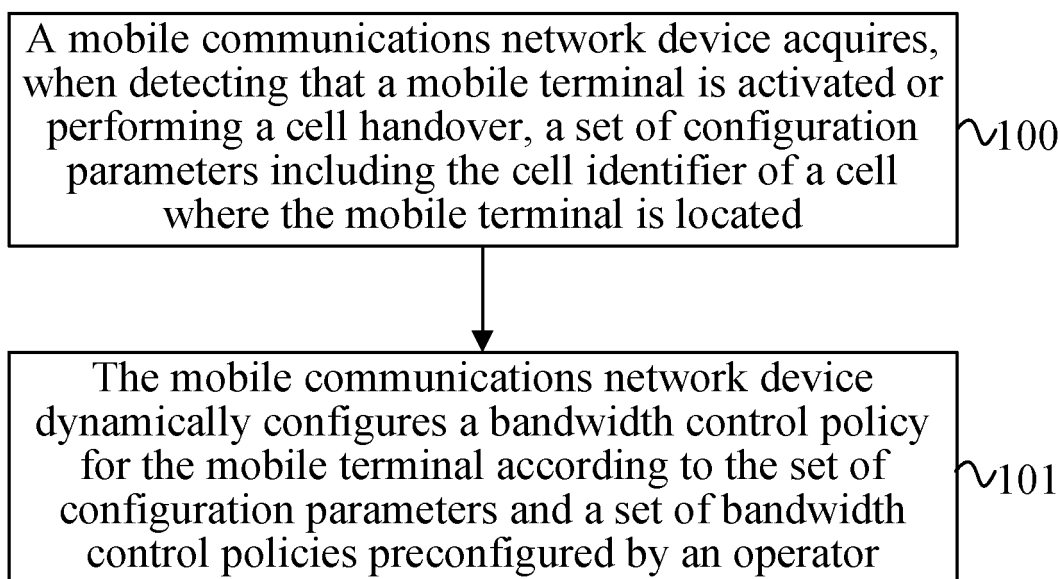 A mobile communications network device acquires,
when detecting that a mobile terminal is activated or
performing a cell handover, a set of configuration
parameters including the cell identifier of a cell
where the mobile terminal is located
100
The mobile communications network device
dynamically configures a bandwidth control policy
for the mobile terminal according to the set of
configuration parameters and a set of bandwidth
control policies preconfigured by an operator
101